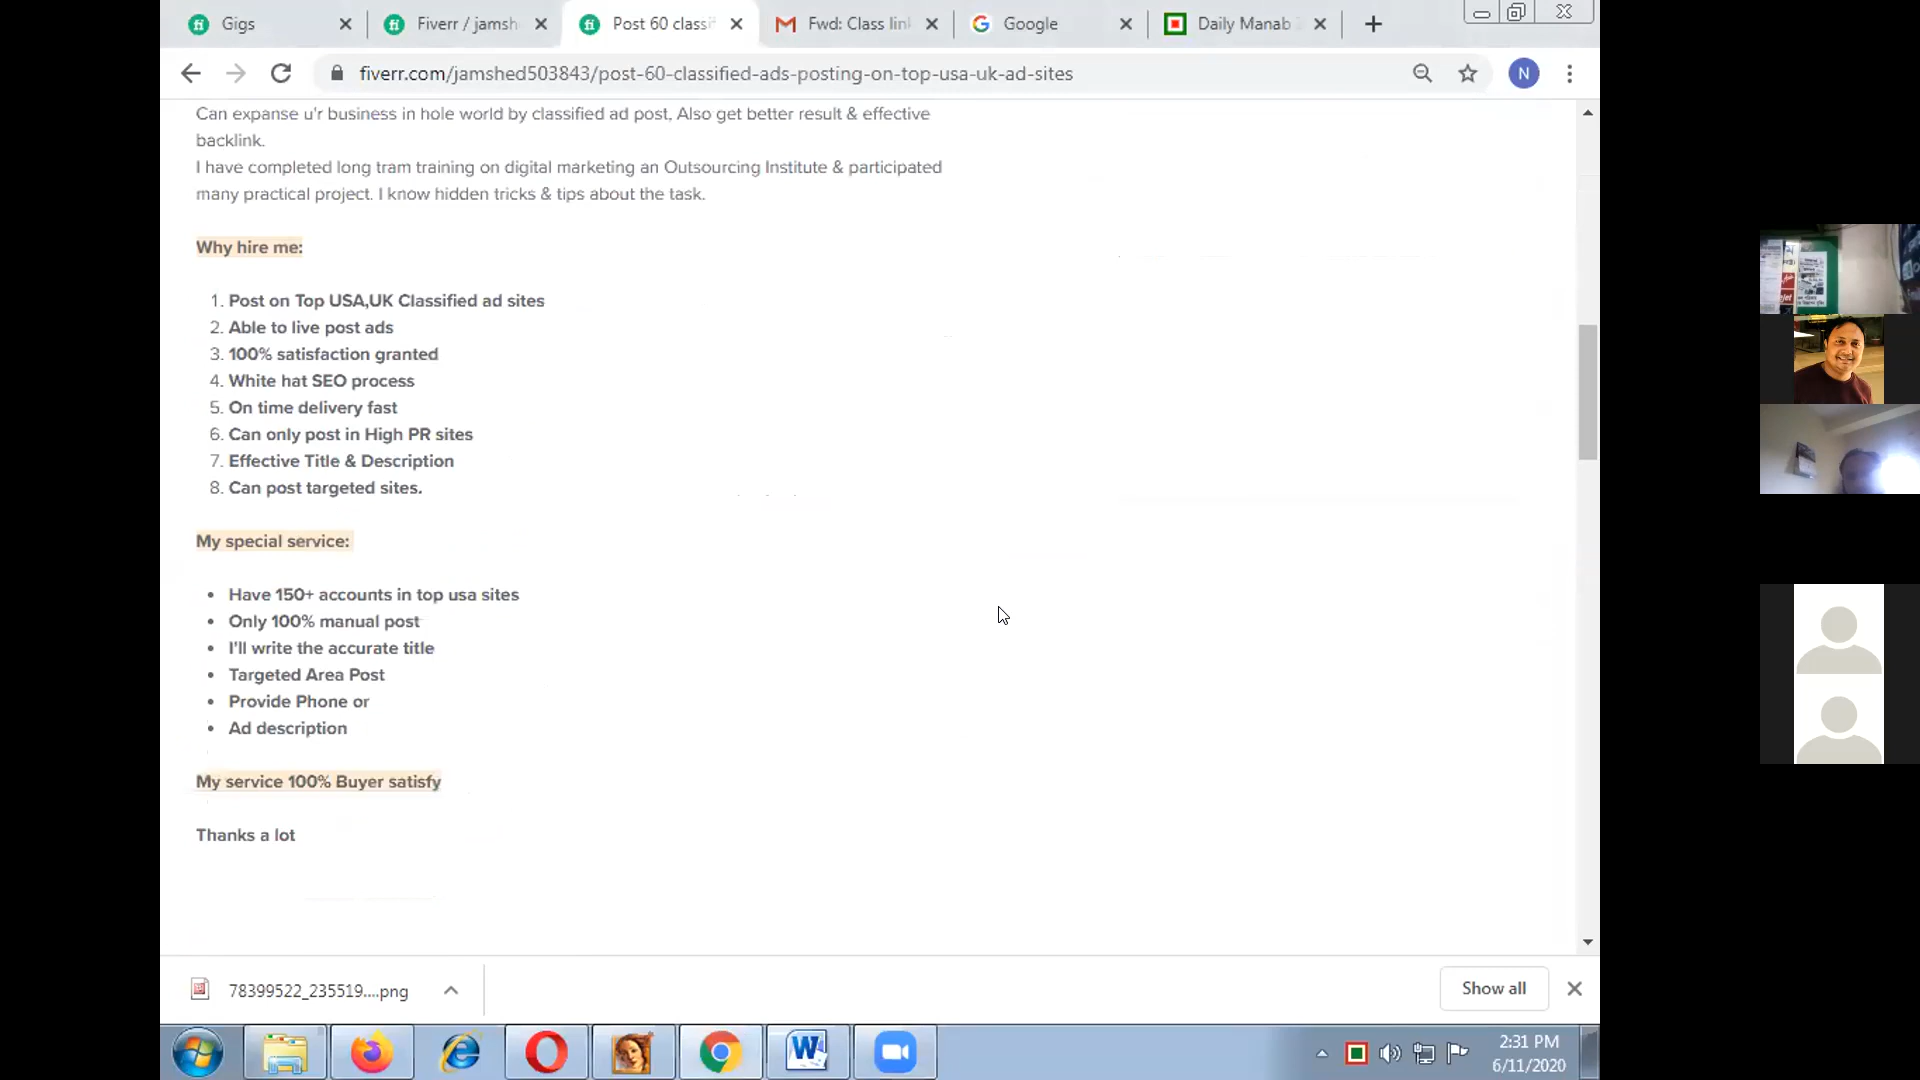 Gigs
Fiverr / jamsh
Post 60 classif
Fwd: Class lin
Google
Daily Manab
fiverr.com/jamshed503843/post-60-classified-ads-posting-on-top-usa-uk-ad-sites
N
Can expanse u'r business in hole world by classified ad post. Also get better result & effective
backlink.
I have completed long tram training on digital marketing an Outsourcing Institute & participated
many practical project. I know hidden tricks & tips about the task.
Why hire me:
1. Post on Top USA,UK Classified ad sites
2. Able to live post ads
3. 100% satisfaction granted
4. White hat SEO process
5. On time delivery fast
6. Can only post in High PR sites
7. Effective Title & Description
8. Can post targeted sites.
My special service:
• Have 150+ accounts in top usa sites
• Only 100% manual post
• I'll write the accurate title
• Targeted Area Post
• Provide Phone or
• Ad description
My service 100% Buyer satisfy
Thanks a lot
78399522_235519....png
Show all
2:31 PM
6/11/2020